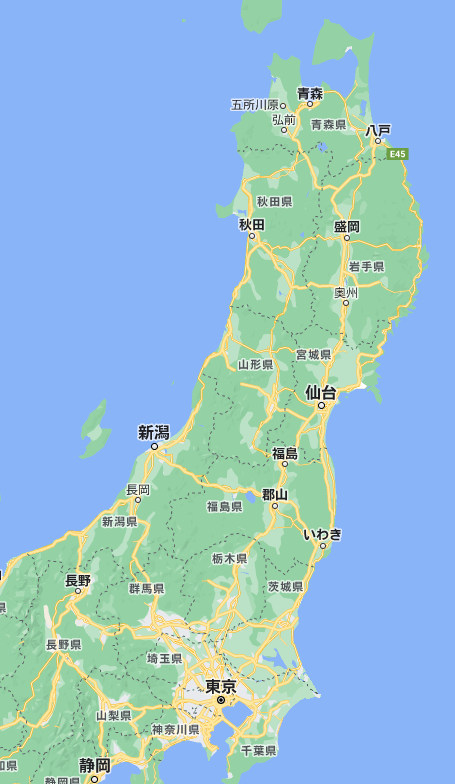 青森
五所川原
弘前
青森県
八戸
E45
秋田県
秋田
盛岡
岩手県
奥州
宮城県
山形県
仙台
新潟
福島
長岡
郡山
福島県
新潟県
いわき
栃木県
長野
群馬県
茨城県
長野県
埼玉県
東京
山梨県
神奈川県
千葉県
静岡
静岡県